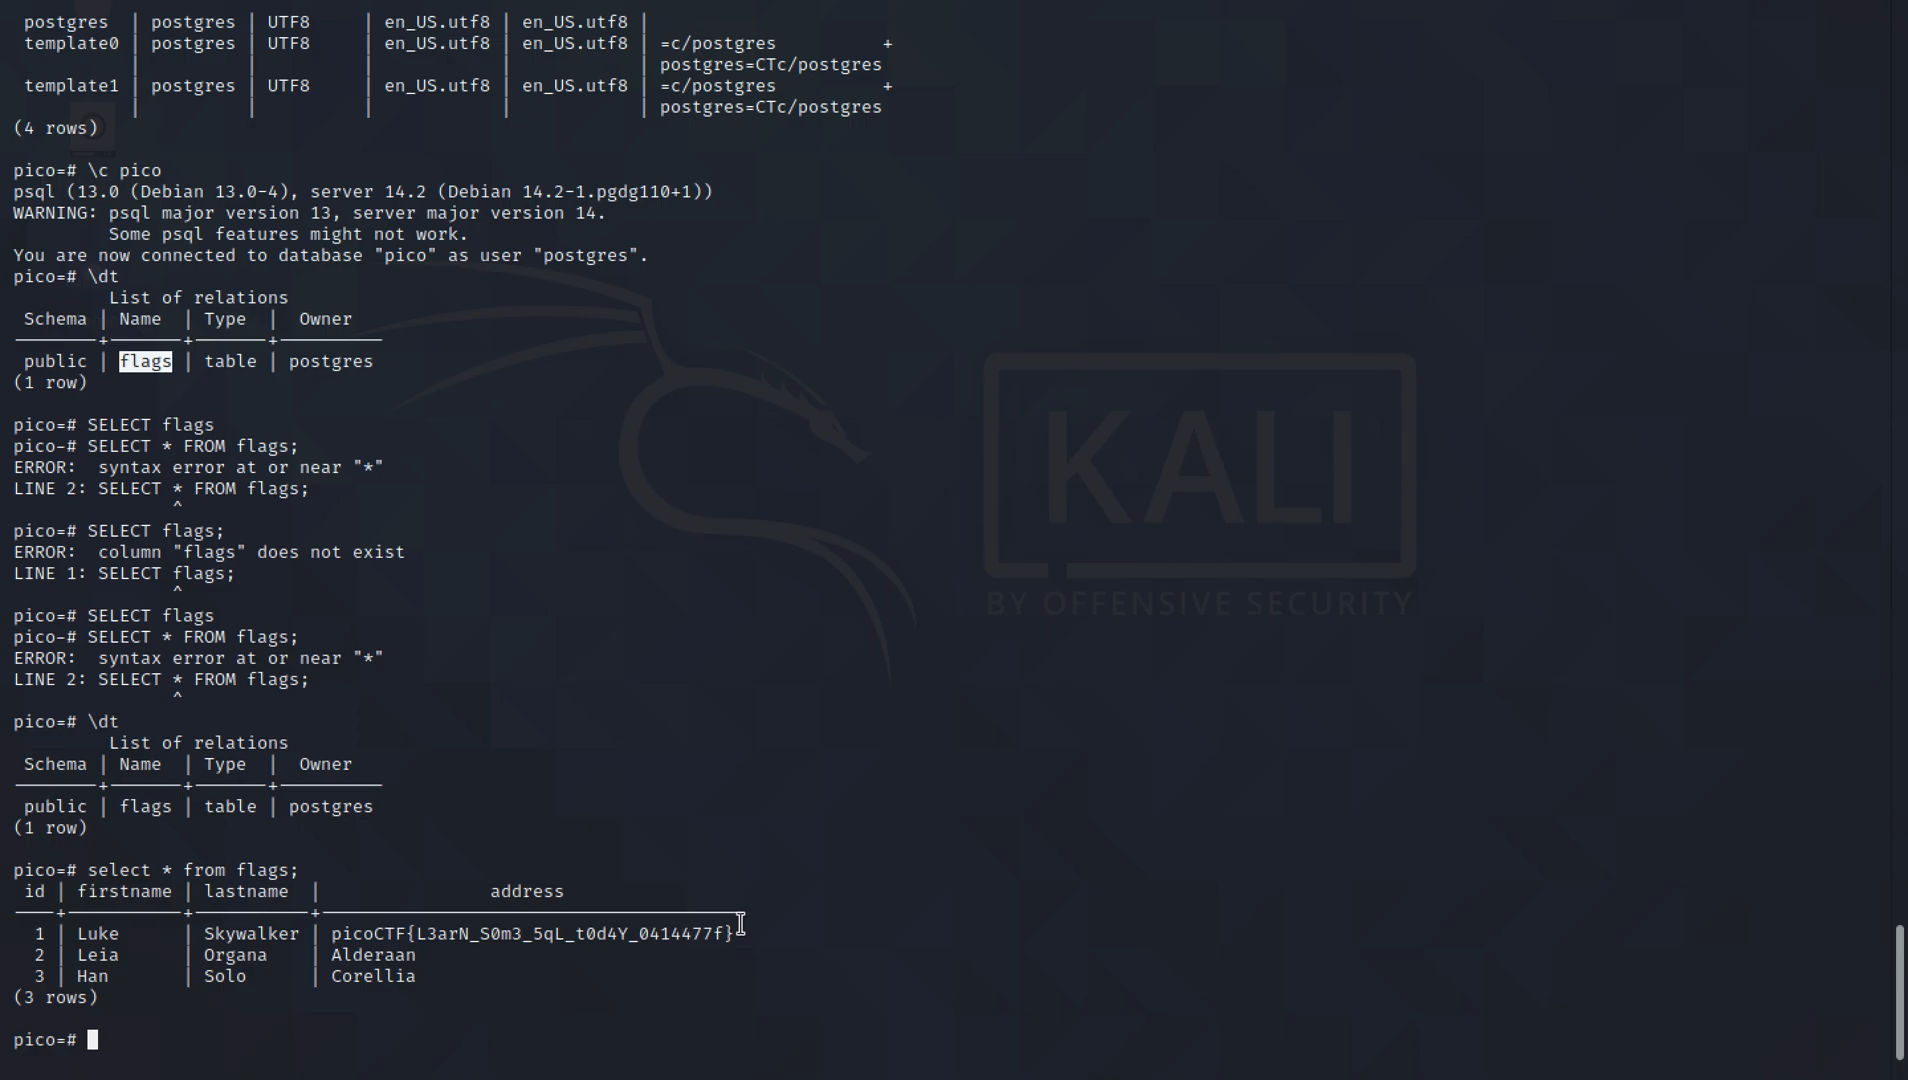 postgres | postgres | UTF8 | en_US.utf8 | en_US.utf8 |
template0 | postgres | UTF8 | en_US.utf8 | en_US.utf8 | =c/postgres +
| | | | | postgres=CTc/postgres
template1 | postgres | UTF8 | en_US.utf8 | en_US.utf8 | =c/postgres +
| | | | | postgres=CTc/postgres
(4 rows)
pico=# \c pico
psql (13.0 (Debian 13.0-4), server 14.2 (Debian 14.2-1.pgdg110+1))
WARNING: psql major version 13, server major version 14.
Some psql features might not work.
You are now connected to database "pico" as user "postgres".
pico=# \dt
List of relations
Schema | Name | Type | Owner
--------+-------+-------+----------
public | flags | table | postgres
(1 row)
pico=# SELECT flags
pico-# SELECT * FROM flags;
ERROR:  syntax error at or near "*"
LINE 2: SELECT * FROM flags;
^
pico=# SELECT flags;
ERROR:  column "flags" does not exist
LINE 1: SELECT flags;
^
pico=# SELECT flags
pico-# SELECT * FROM flags;
ERROR:  syntax error at or near "*"
LINE 2: SELECT * FROM flags;
^
pico=# \dt
List of relations
Schema | Name | Type | Owner
--------+-------+-------+----------
public | flags | table | postgres
(1 row)
pico=# select * from flags;
id | firstname | lastname | address
----+-----------+-----------+----------------------------------------
1 | Luke | Skywalker | picoCTF{L3arN_S0m3_5qL_t0d4Y_0414477f}
2 | Leia | Organa | Alderaan
3 | Han | Solo | Corellia
(3 rows)
pico=#
KALI
BY OFFENSIVE SECURITY